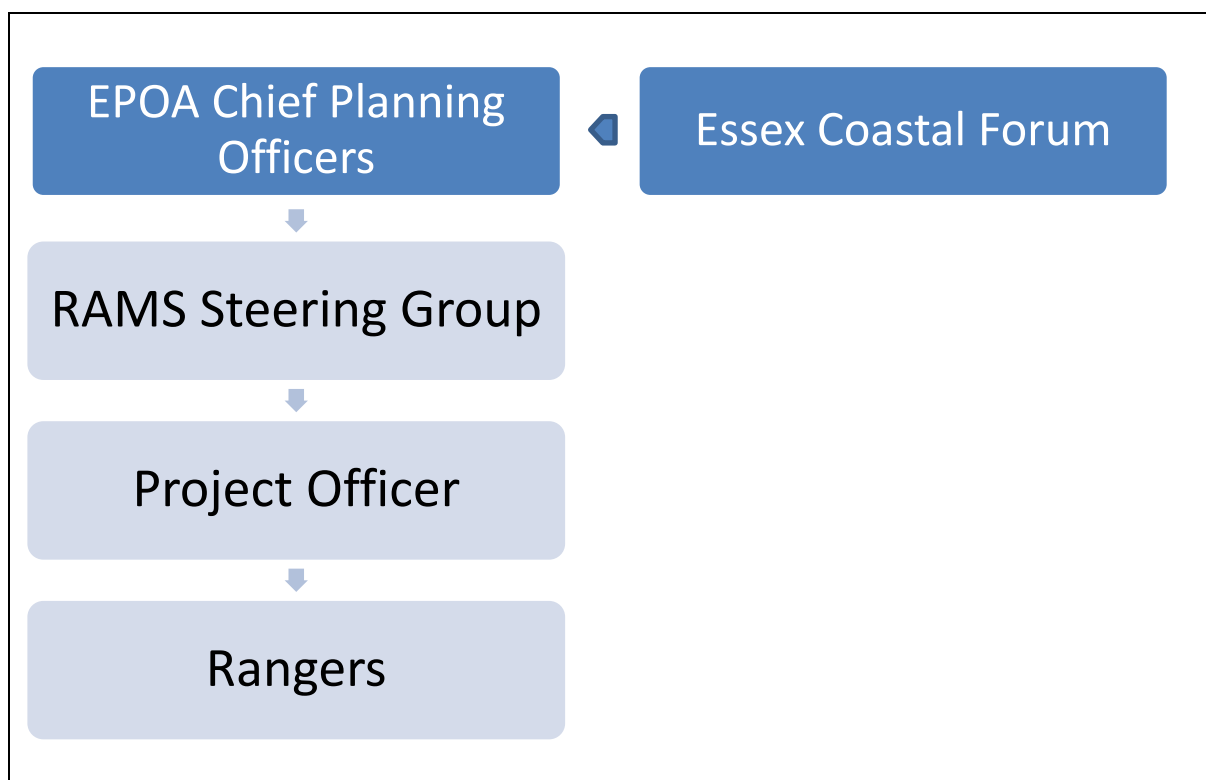 EPOA Chief Planning
Officers
Essex Coastal Forum
RAMS Steering Group
Project Officer
Rangers